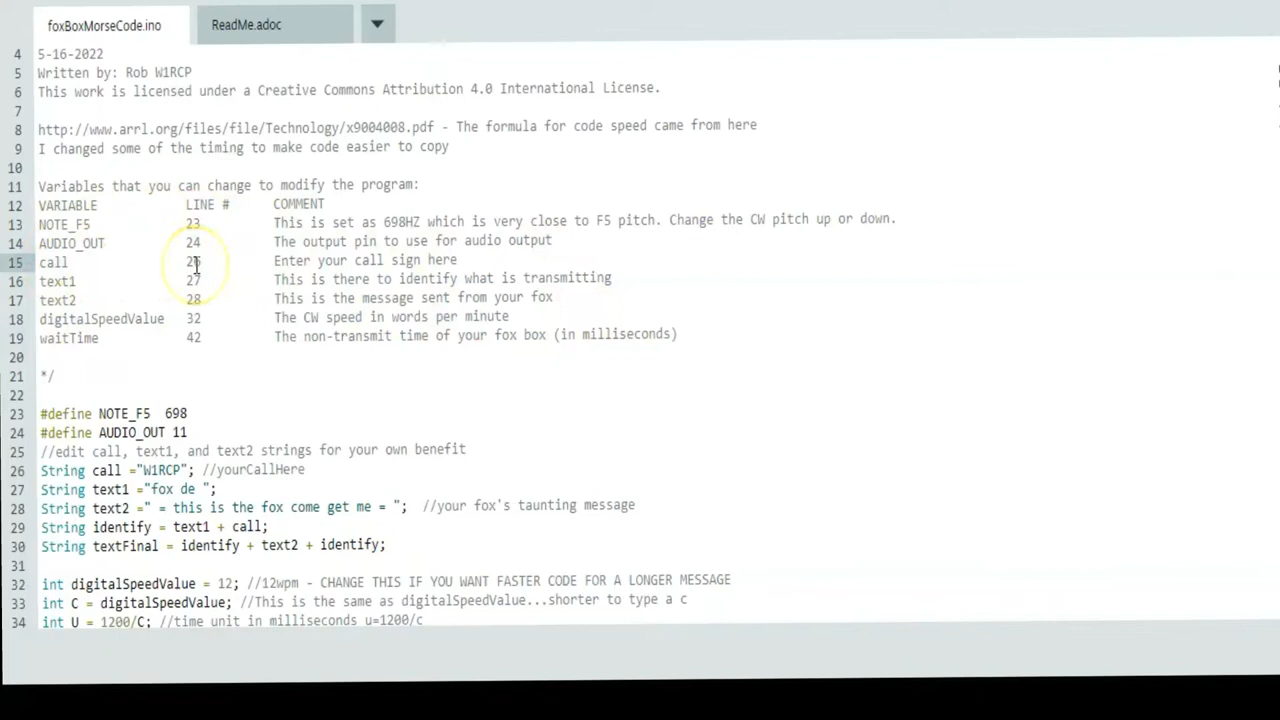 foxBoxMorseCode.ino
ReadMe.adoc
4 5-16-2022
5 Written by: Rob W1RCP
6 This work is licensed under a Creative Commons Attribution 4.0 International License.
7
8 http://www.arrl.org/files/file/Technology/x9004008.pdf - The formula for code speed came from here
9 I changed some of the timing to make code easier to copy
10
11 Variables that you can change to modify the program:
12 VARIABLE LINE # COMMENT
13 NOTE_F5 23 This is set as 698HZ which is very close to F5 pitch. Change the CW pitch up or down.
14 AUDIO_OUT 24 The output pin to use for audio output
15 call 26 Enter your call sign here
16 text1 27 This is there to identify what is transmitting
17 text2 28 This is the message sent from your fox
18 digitalSpeedValue 32 The CW speed in words per minute
19 waitTime 42 The non-transmit time of your fox box (in milliseconds)
20
21 */
22
23 #define NOTE_F5 698
24 #define AUDIO_OUT 11
25 //edit call, text1, and text2 strings for your own benefit
26 String call ="W1RCP"; //yourCallHere
27 String text1 ="fox de ";
28 String text2 =" = this is the fox come get me = "; //your fox's taunting message
29 String identify = text1 + call;
30 String textFinal = identify + text2 + identify;
31
32 int digitalSpeedValue = 12; //12wpm - CHANGE THIS IF YOU WANT FASTER CODE FOR A LONGER MESSAGE
33 int C = digitalSpeedValue; //This is the same as digitalSpeedValue...shorter to type a c
34 int U = 1200/C; //time unit in milliseconds u=1200/c